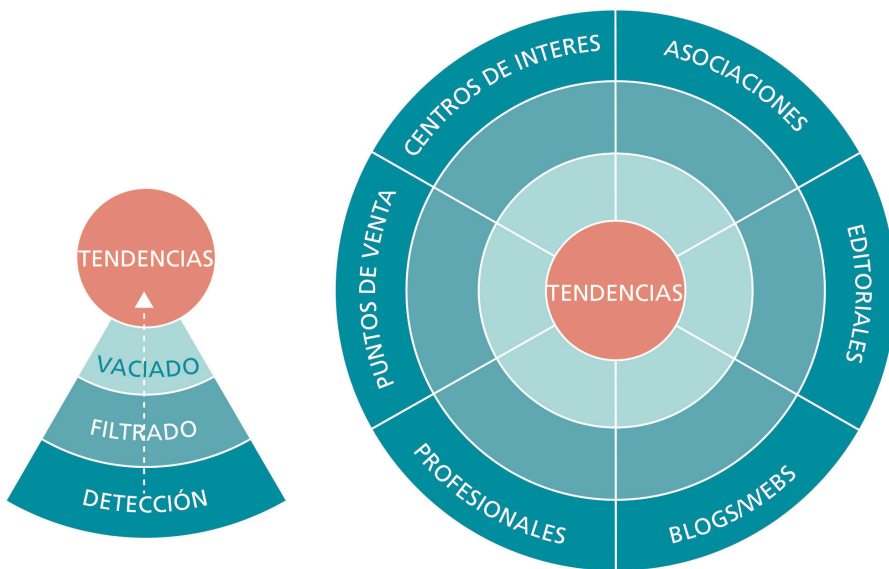 TENDENCIAS
VACIADO
FILTRADO
DETECCIÓN
CENTROS DE INTERES
ASOCIACIONES
EDITORIALES
BLOGS/WEBS
PROFESIONALES
PUNTOS DE VENTA
TENDENCIAS